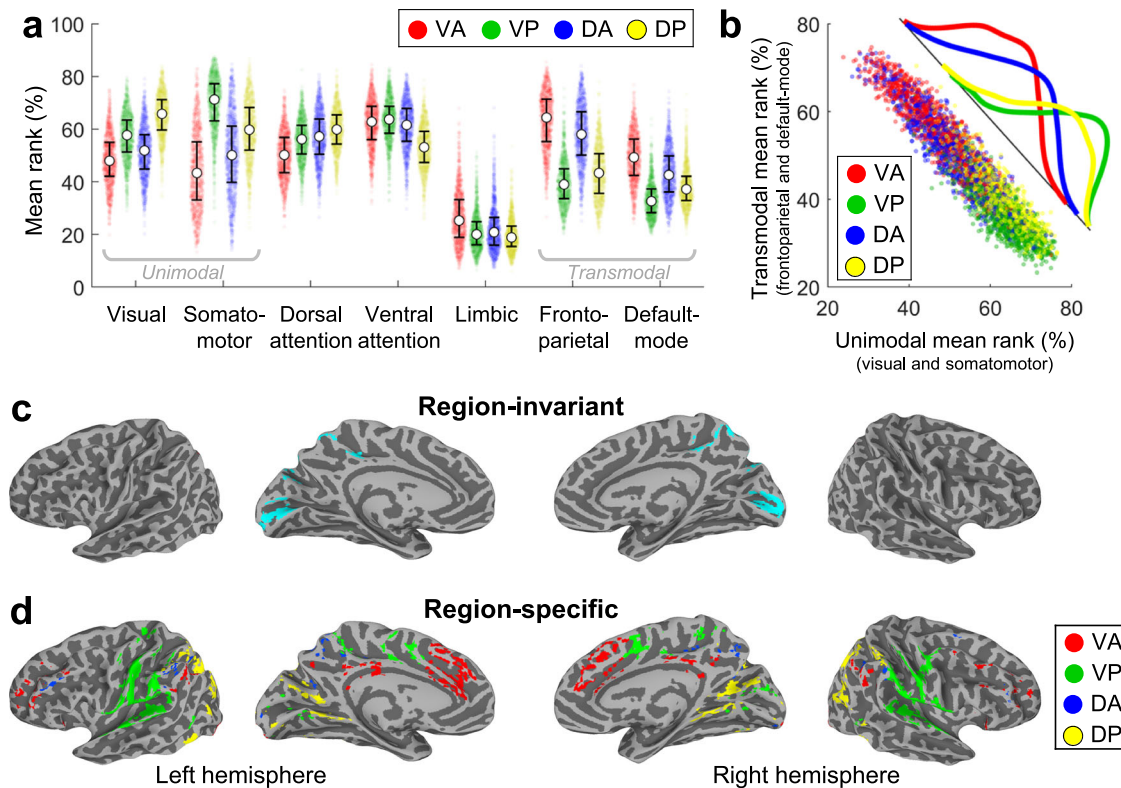 a
VA VP DA DP
Mean rank (%)
100
80
60
40
20
0
Unimodal
Transmodal
Visual
Somato-
motor
Dorsal
attention
Ventral
attention
Limbic
Fronto-
parietal
Default-
mode
b
Transmodal mean rank (%)
(frontoparietal and default-mode)
80
60
40
20
VA
VP
DA
DP
20 40 60 80
Unimodal mean rank (%)
(visual and somatomotor)
c
Region-invariant
d
Region-specific
VA
VP
DA
DP
Left hemisphere
Right hemisphere